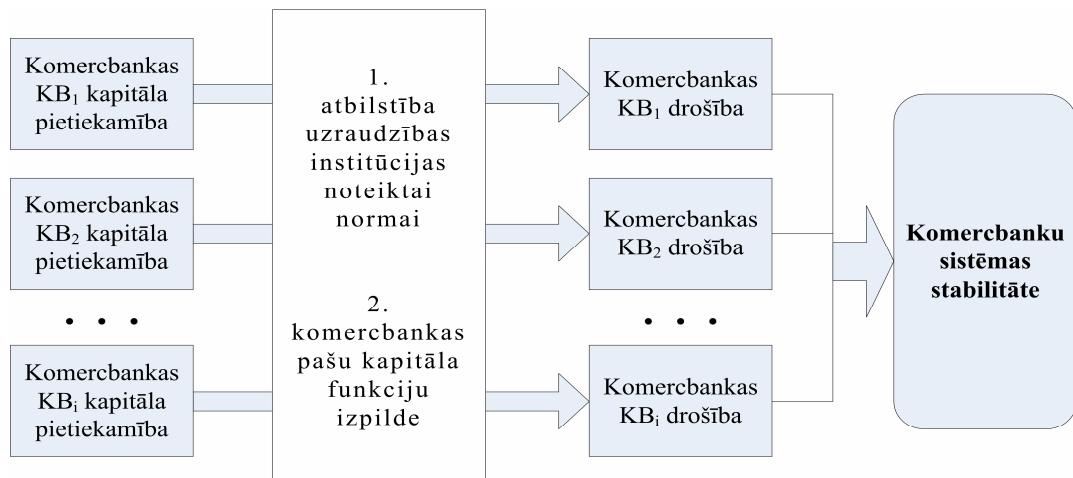 Komercbankas
KB₁ kapitāla
pietiekamība
Komercbankas
KB₂ kapitāla
pietiekamība
• • •
Komercbankas
KBᵢ kapitāla
pietiekamība
1.
atbilstība
uzraudzības
institūcijas
noteiktai
normai
2.
komercbankas
pašu kapitāla
funkciju
izpilde
Komercbankas
KB₁ drošība
Komercbankas
KB₂ drošība
• • •
Komercbankas
KBᵢ drošība
Komercbanku
sistēmas
stabilitāte